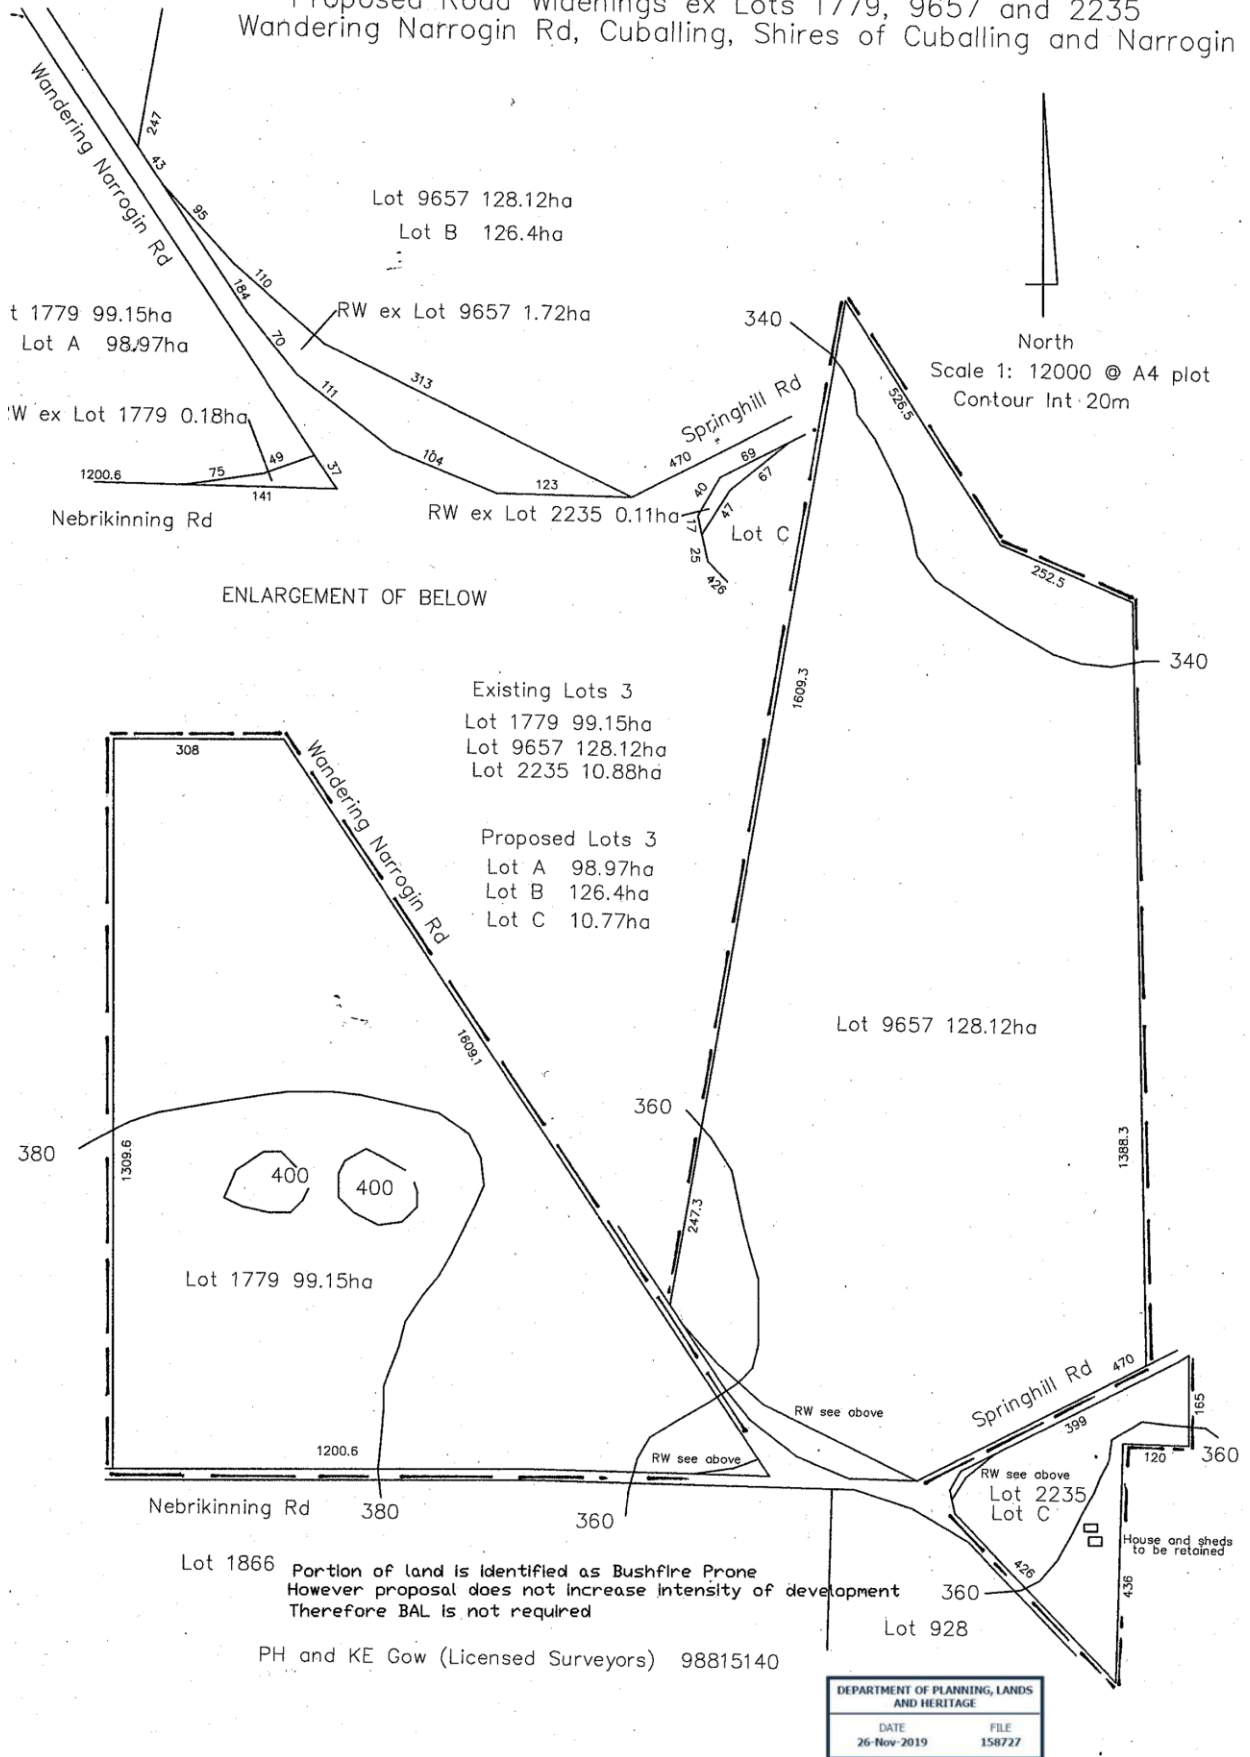 Proposed Road Widenings ex Lots 1779, 9657 and 2235
Wandering Narrogin Rd, Cuballing, Shires of Cuballing and Narrogin
Wandering Narrogin Rd
247
43
95
110
184
70
111
104
123
313
Lot 9657 128.12ha
Lot B 126.4ha
RW ex Lot 9657 1.72ha
t 1779 99.15ha
Lot A 98.97ha
W ex Lot 1779 0.18ha
1200.6
75
49
37
141
Nebrikinning Rd
Springhill Rd
470
69
67
40
47
17
25
426
RW ex Lot 2235 0.11ha
Lot C
North
Scale 1: 12000 @ A4 plot
Contour Int 20m
ENLARGEMENT OF BELOW
340
526.5
252.5
340
1609.3
Existing Lots 3
Lot 1779 99.15ha
Lot 9657 128.12ha
Lot 2235 10.88ha
Proposed Lots 3
Lot A 98.97ha
Lot B 126.4ha
Lot C 10.77ha
308
Wandering Narrogin Rd
1609.1
Lot 9657 128.12ha
360
380
1309.6
400
400
247.3
1388.3
Lot 1779 99.15ha
Springhill Rd
470
399
165
RW see above
1200.6
RW see above
120
360
RW see above
Lot 2235
Lot C
House and sheds
to be retained
Nebrikinning Rd
380
360
426
360
436
Lot 1866
Portion of land is identified as Bushfire Prone
However proposal does not increase intensity of development
Therefore BAL is not required
Lot 928
PH and KE Gow (Licensed Surveyors) 98815140
DEPARTMENT OF PLANNING, LANDS
AND HERITAGE
DATE FILE
26-Nov-2019 158727